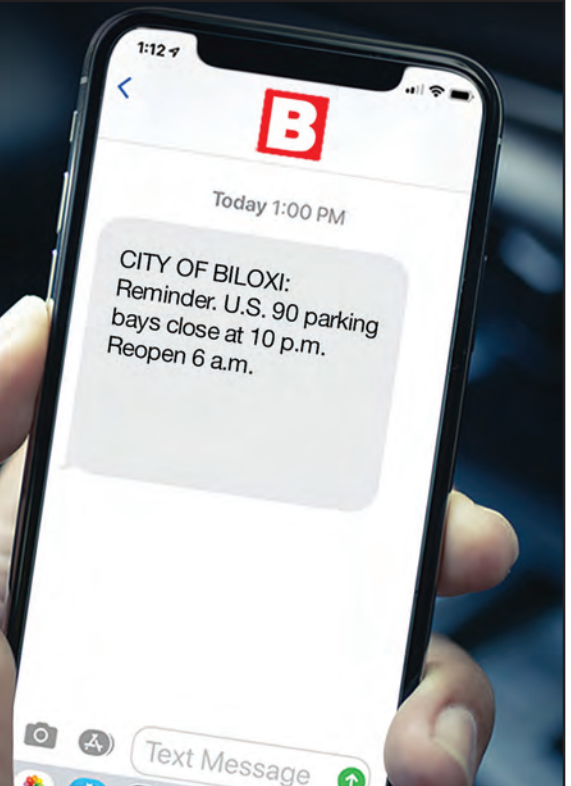 1:12
B
Today 1:00 PM
CITY OF BILOXI:
Reminder. U.S. 90 parking
bays close at 10 p.m.
Reopen 6 a.m.
Text Message